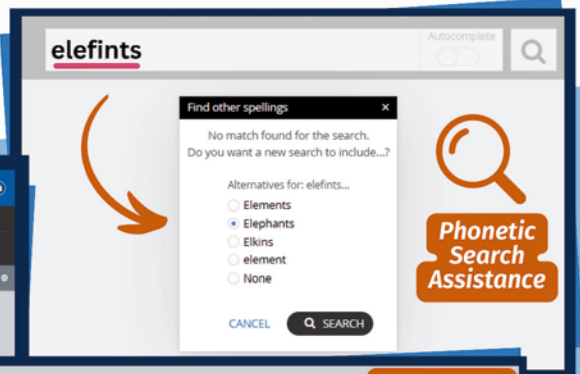 elefints
Autocomplete
Find other spellings ×
No match found for the search.
Do you want a new search to include...?
Alternatives for: elefints...
Elements
Elephants
Elkins
element
None
CANCEL
SEARCH
Phonetic
Search
Assistance